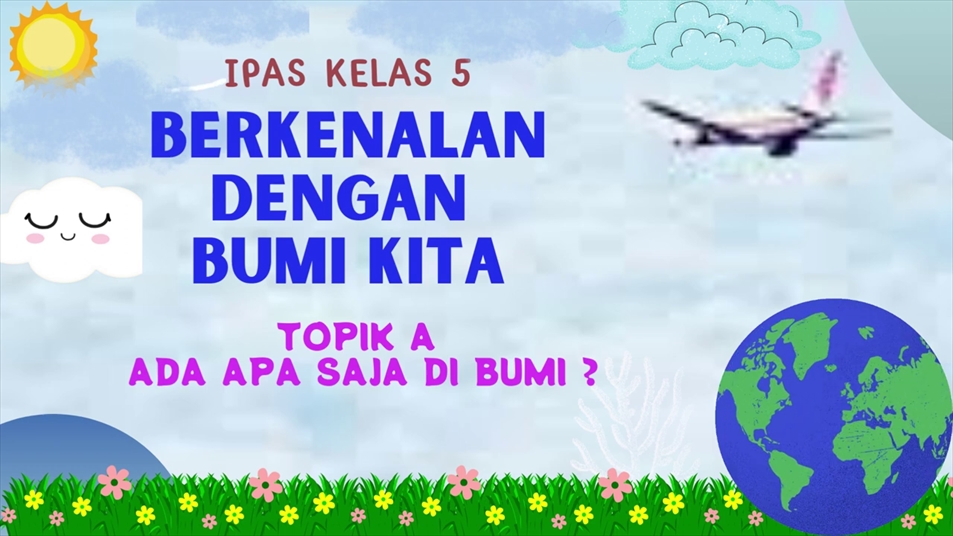 IPAS KELAS 5
BERKENALAN
DENGAN
BUMI KITA
TOPIK A
ADA APA SAJA DI BUMI ?